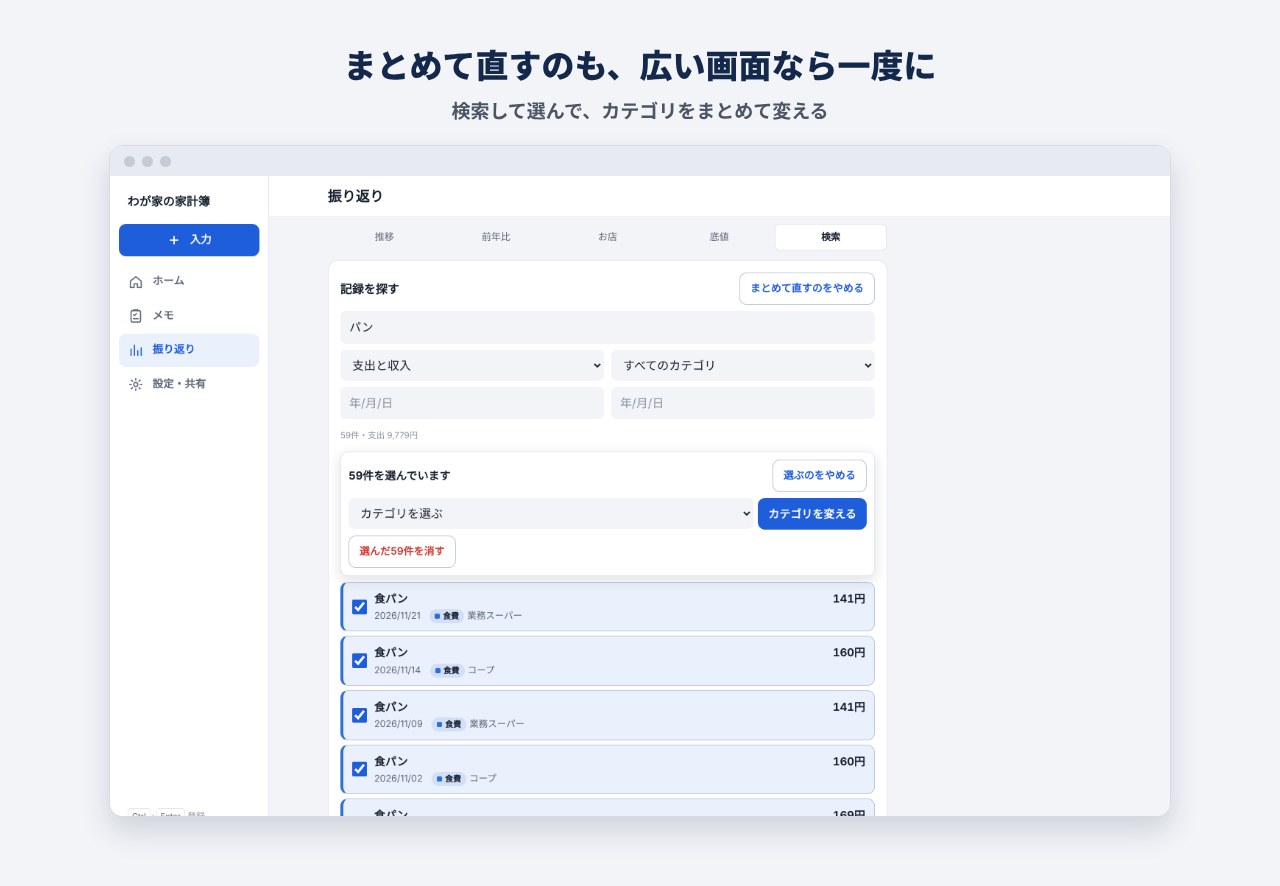 まとめて直すのも、広い画面なら一度に
検索して選んで、カテゴリをまとめて変える
わが家の家計簿
振り返り
＋ 入力
ホーム
メモ
振り返り
設定・共有
推移 前年比 お店 底値 検索
記録を探す まとめて直すのをやめる
パン
支出と収入 すべてのカテゴリ
年/月/日 年/月/日
59件・支出 9,779円
59件を選んでいます 選ぶのをやめる
カテゴリを選ぶ カテゴリを変える
選んだ59件を消す
食パン 141円
2026/11/21 食費 業務スーパー
食パン 160円
2026/11/14 食費 コープ
食パン 141円
2026/11/09 食費 業務スーパー
食パン 160円
2026/11/02 食費 コープ
食パン 169円
Ctrl + Enter 登録